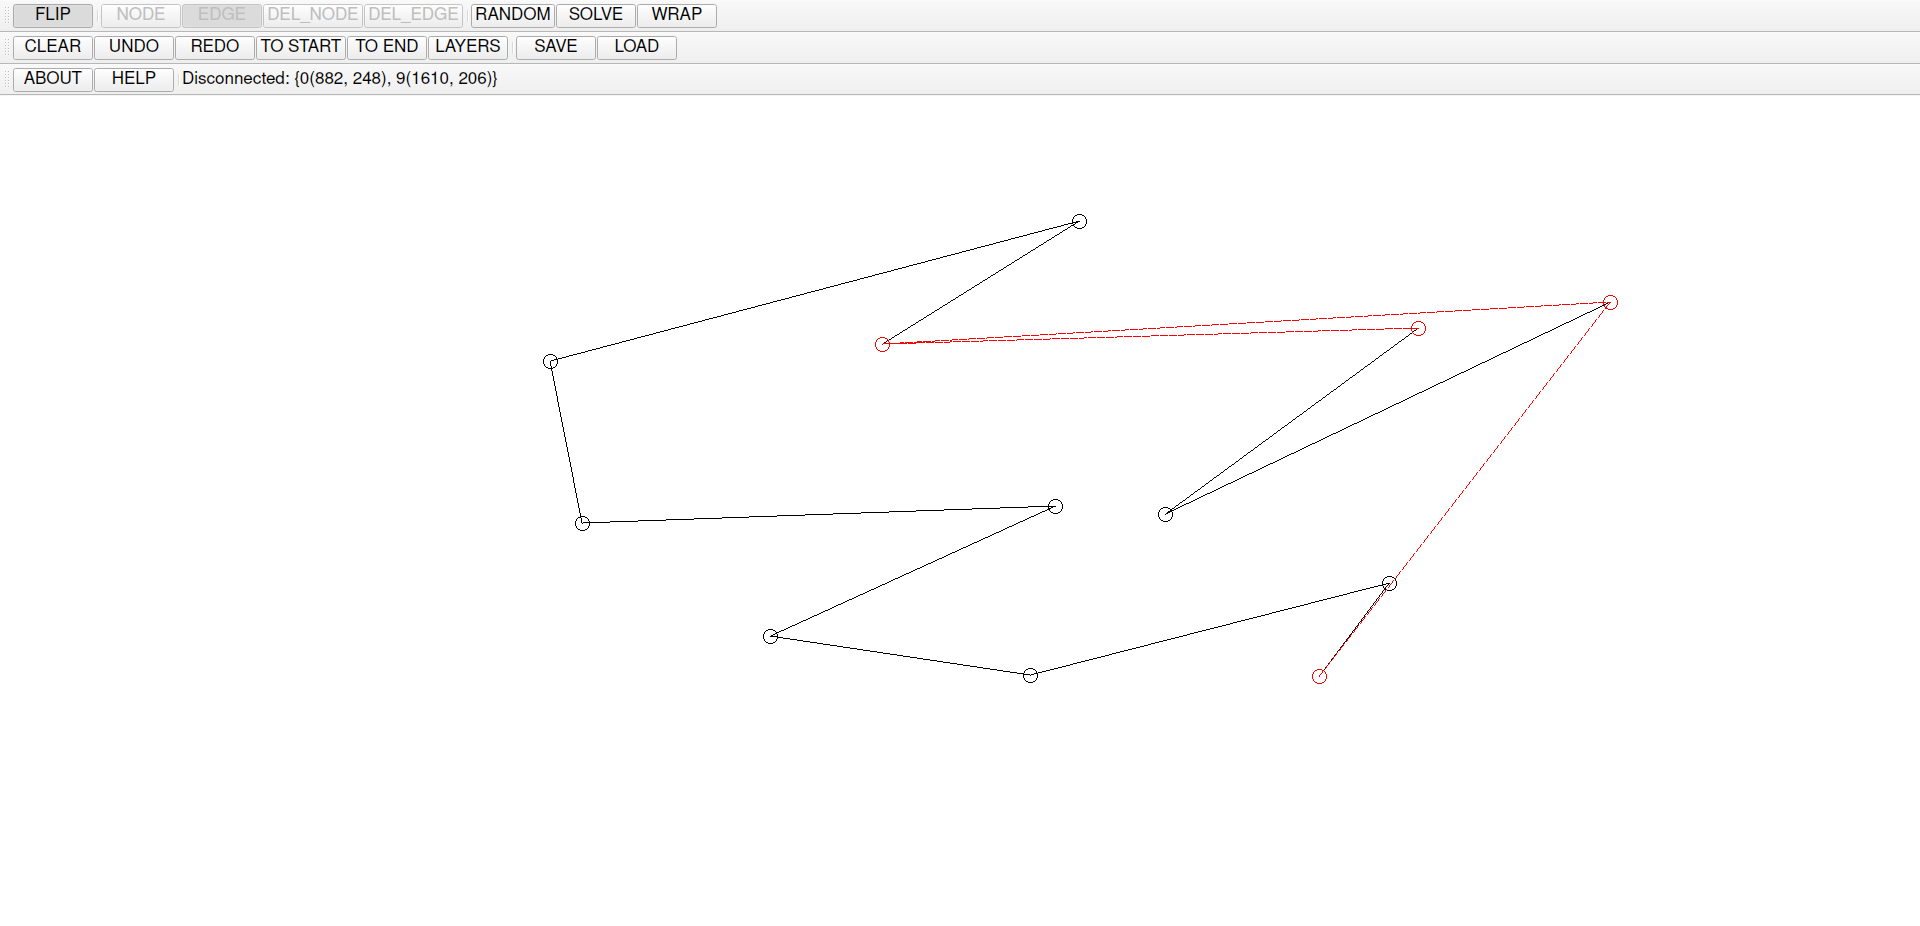 FLIP NODE EDGE DEL_NODE DEL_EDGE RANDOM SOLVE WRAP
CLEAR UNDO REDO TO START TO END LAYERS SAVE LOAD
ABOUT HELP Disconnected: {0(882, 248), 9(1610, 206)}